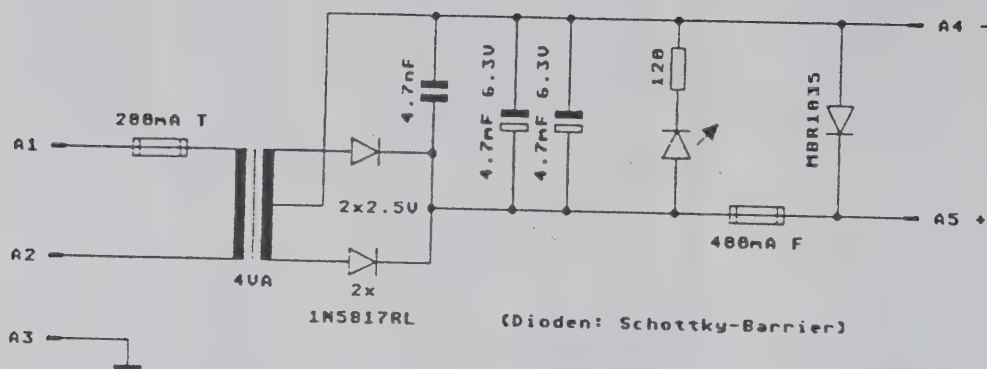 A4 -
4.7nF
4.7mF 6.3V
4.7mF 6.3V
120
MBR1035
200mA T
A1
2x2.5V
A5 +
400mA F
A2
4VA
2x
1N5817RL
(Dioden: Schottky-Barrier)
A3